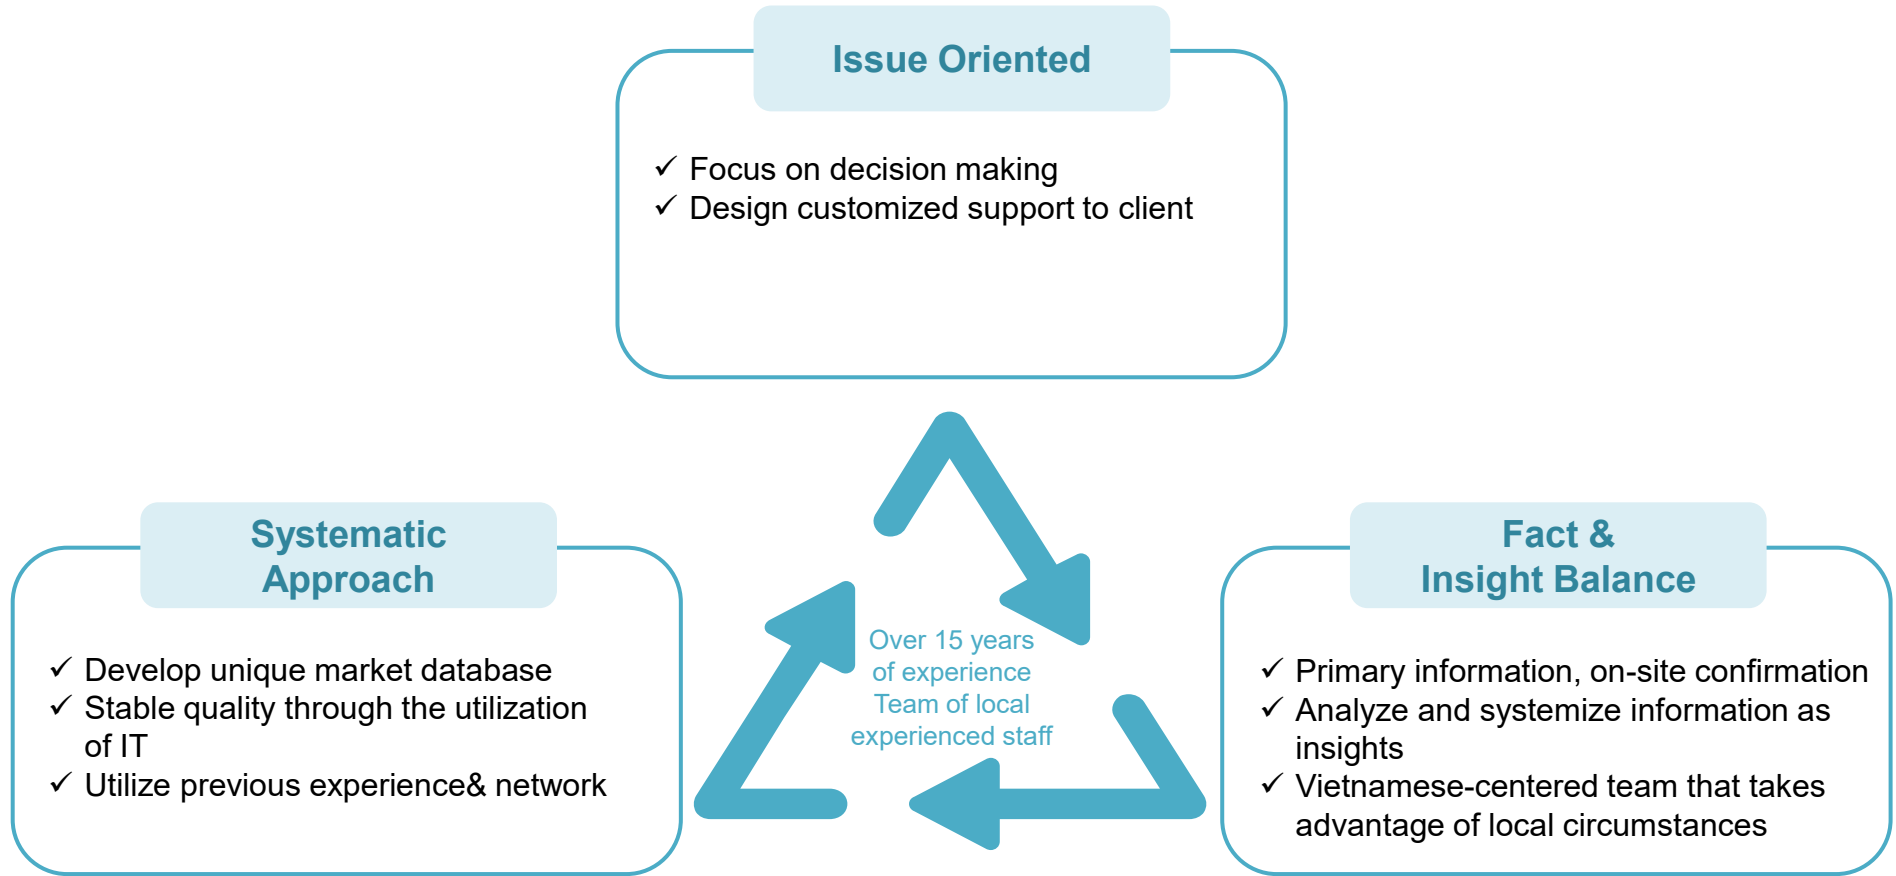 Issue Oriented
✓ Focus on decision making
✓ Design customized support to client
Systematic
Approach
✓ Develop unique market database
✓ Stable quality through the utilization
of IT
✓ Utilize previous experience& network
Over 15 years
of experience
Team of local
experienced staff
Fact &
Insight Balance
✓ Primary information, on-site confirmation
✓ Analyze and systemize information as
insights
✓ Vietnamese-centered team that takes
advantage of local circumstances